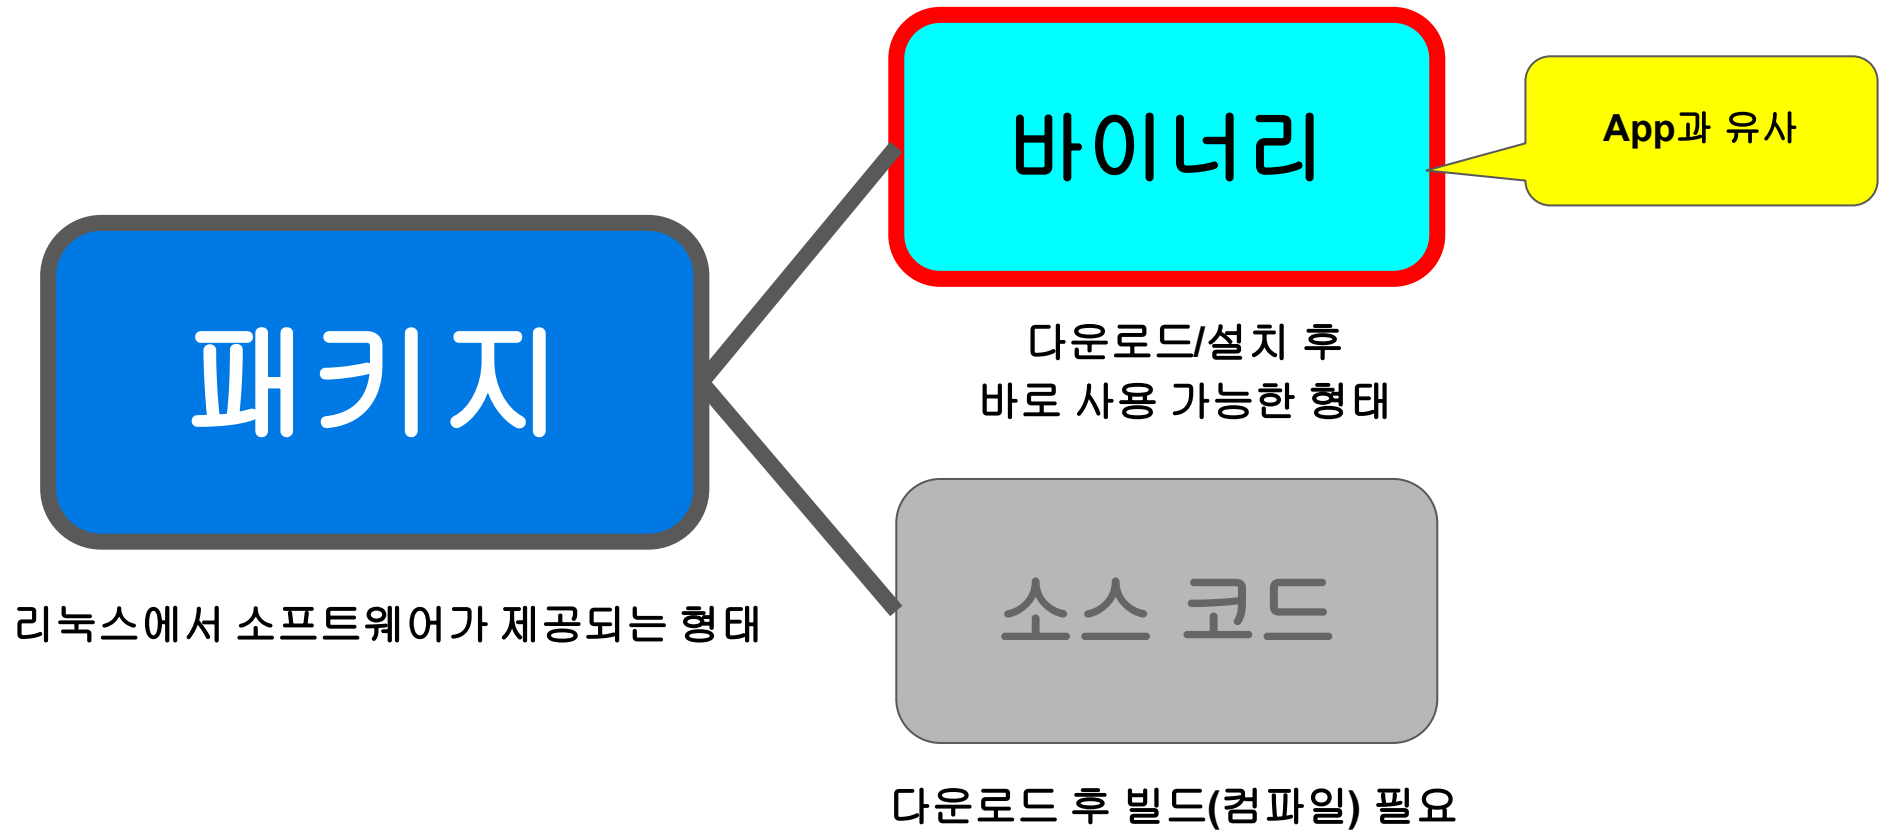 패키지
리눅스에서 소프트웨어가 제공되는 형태
바이너리
App과 유사
다운로드/설치 후
바로 사용 가능한 형태
소스 코드
다운로드 후 빌드(컴파일) 필요